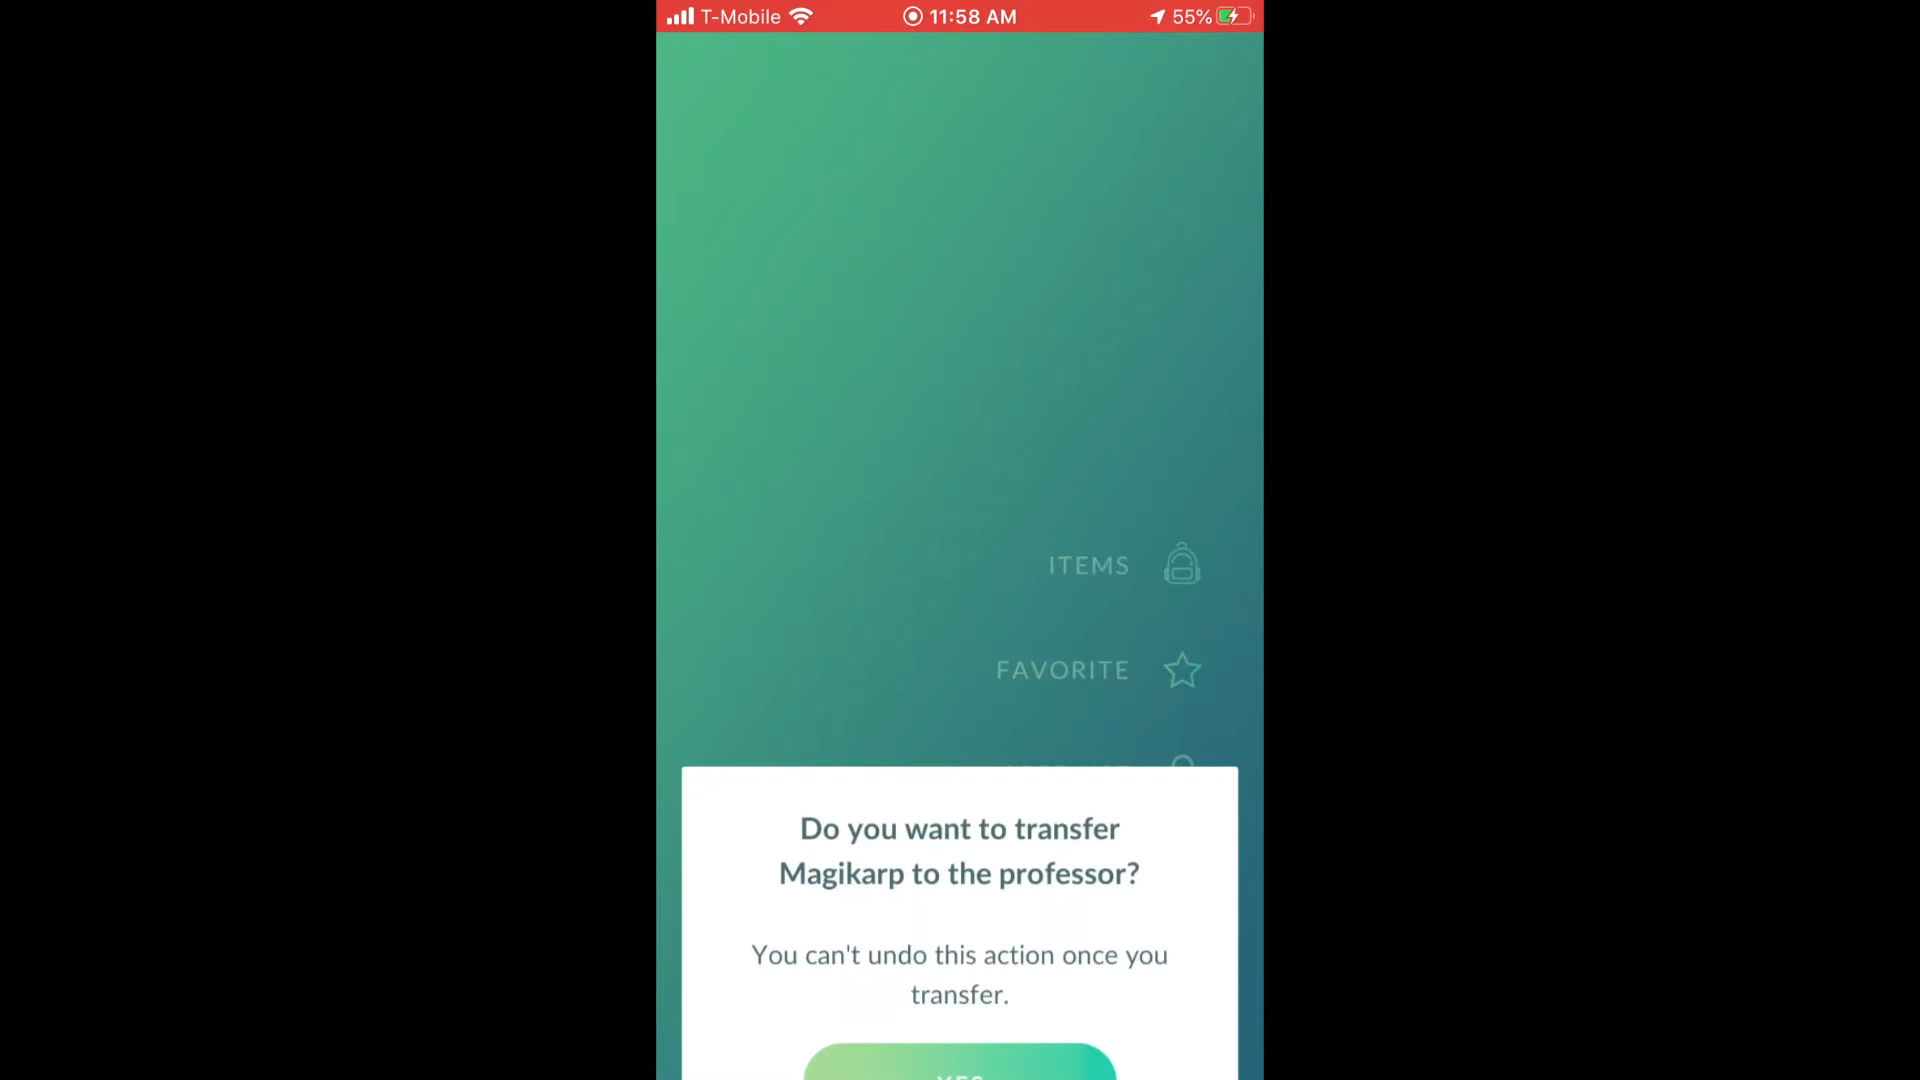 T-Mobile 11:58 AM 55%
ITEMS
FAVORITE
Do you want to transfer
Magikarp to the professor?
You can't undo this action once you
transfer.
YES